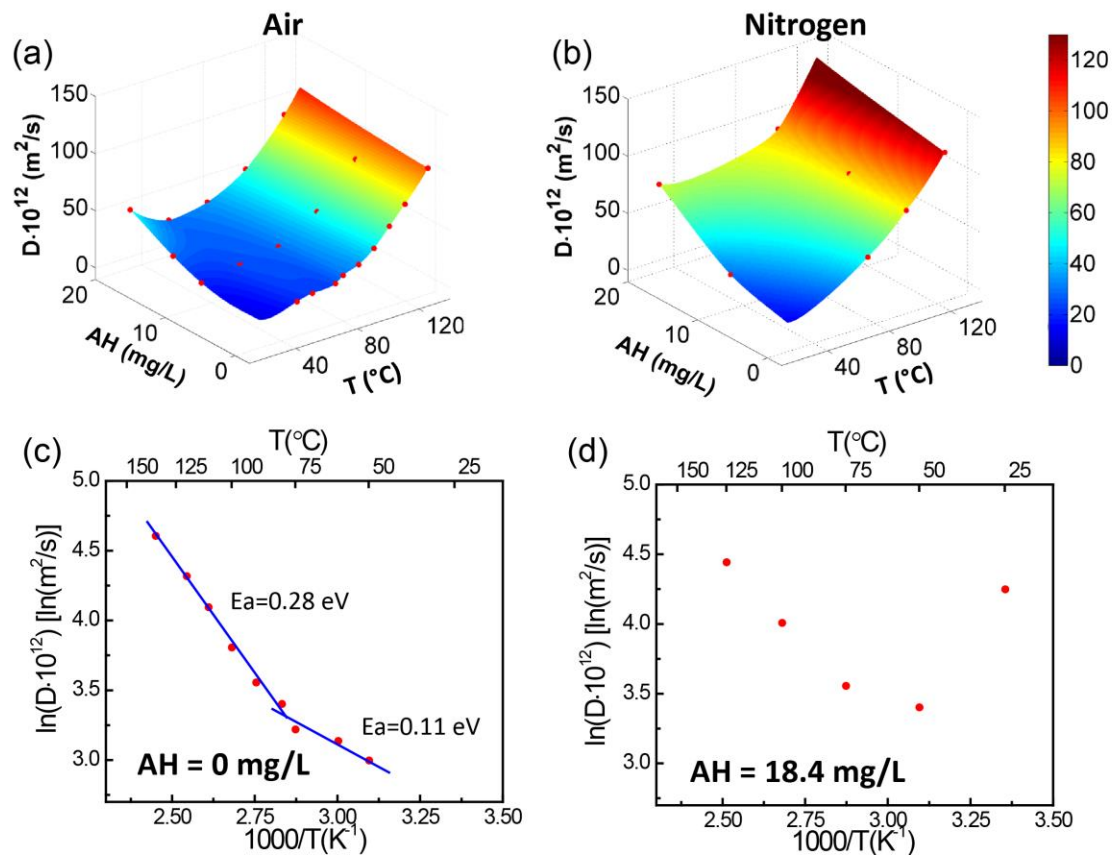 Air
Nitrogen
(a)
(b)
D·10¹² (m²/s)
150
100
50
0
20
10
0
AH (mg/L)
40
80
120
T (°C)
D·10¹² (m²/s)
150
100
50
0
20
10
0
AH (mg/L)
40
80
120
T (°C)
120
100
80
60
40
20
0
(c)
T(°C)
150 125 100 75 50 25
ln(D·10¹²) [ln(m²/s)]
5.0
4.5
4.0
3.5
3.0
Ea=0.28 eV
Ea=0.11 eV
AH = 0 mg/L
2.50 2.75 3.00 3.25 3.50
1000/T(K⁻¹)
(d)
T(°C)
150 125 100 75 50 25
ln(D·10¹²) [ln(m²/s)]
5.0
4.5
4.0
3.5
3.0
AH = 18.4 mg/L
2.50 2.75 3.00 3.25 3.50
1000/T(K⁻¹)